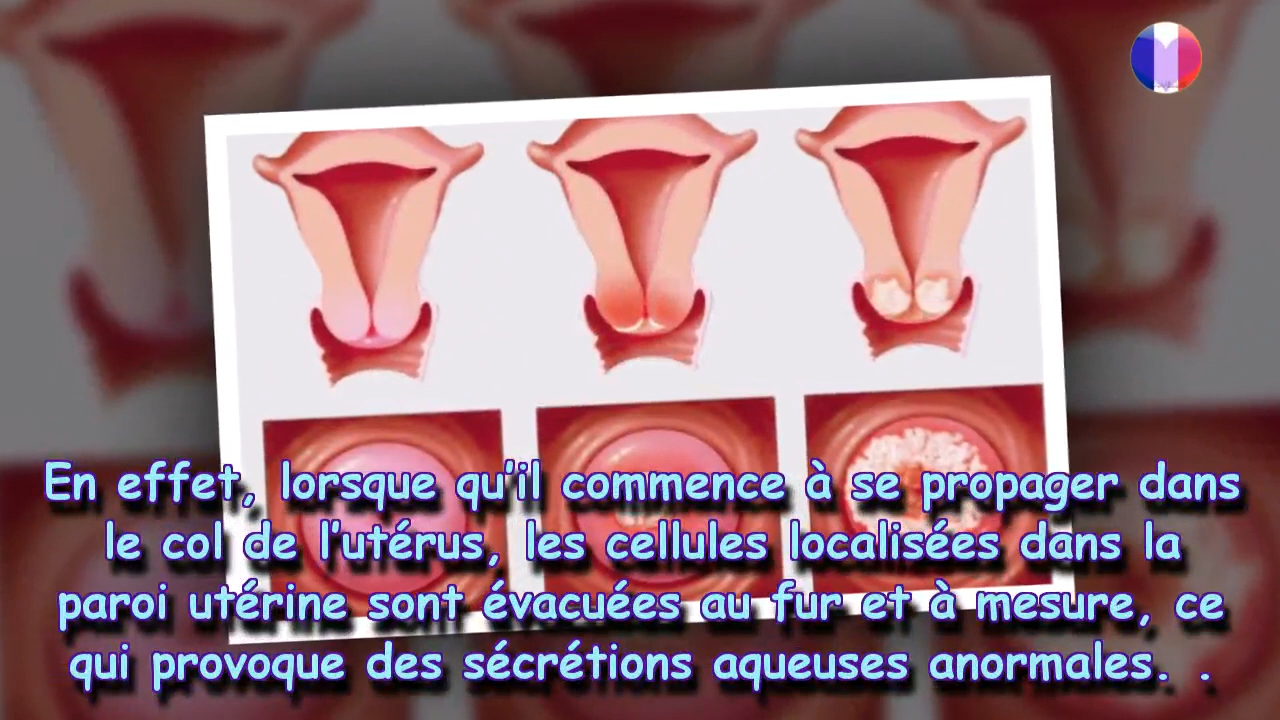 En effet, lorsque qu'il commence à se propager dans
le col de l'utérus, les cellules localisées dans la
paroi utérine sont évacuées au fur et à mesure, ce
qui provoque des sécrétions aqueuses anormales. .